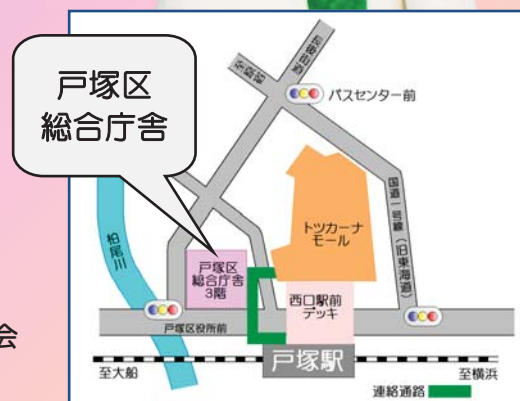 戸塚区
総合庁舎
長後街道
至原宿
バスセンター前
国道一号線（旧東海道）
トツカーナ
モール
柏尾川
戸塚区
総合庁舎
3階
西口駅前
デッキ
戸塚区役所前
会
戸塚駅
至大船
至横浜
連絡通路